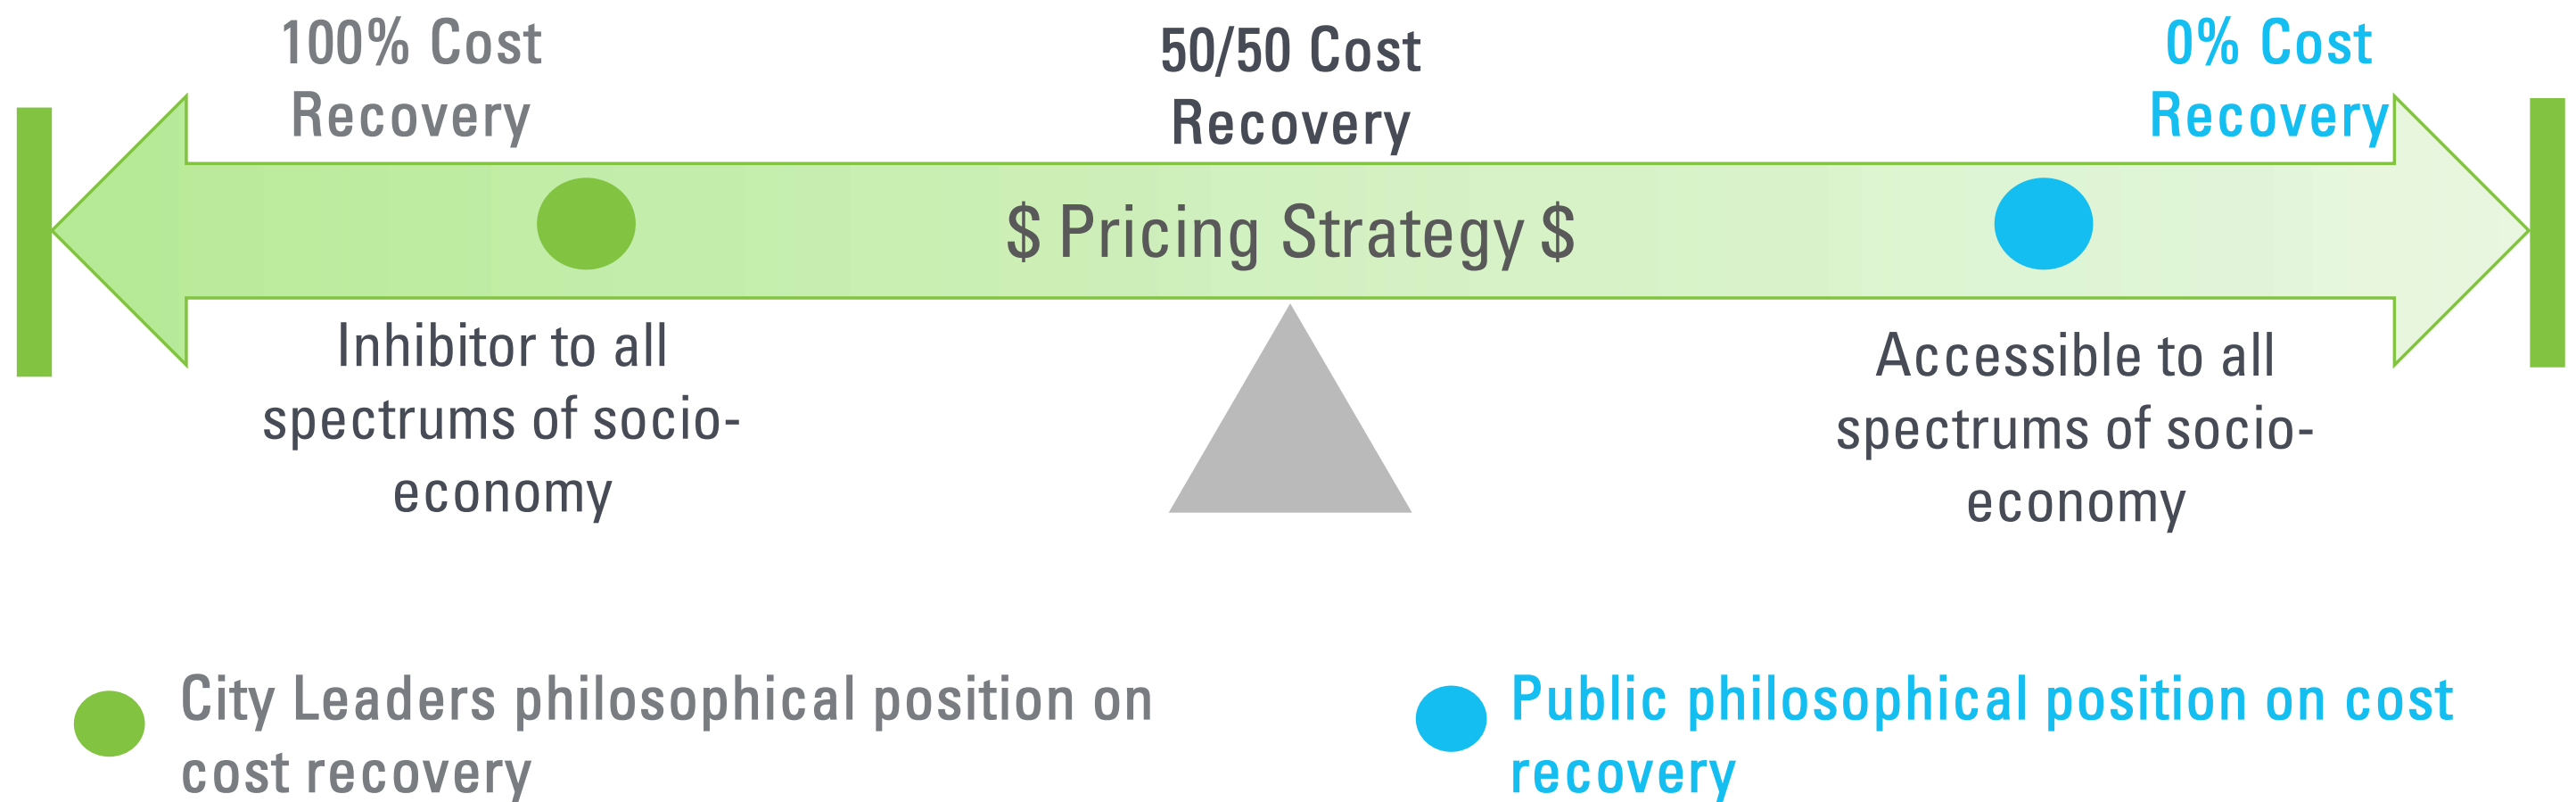 100% Cost
Recovery
50/50 Cost
Recovery
0% Cost
Recovery
$ Pricing Strategy $
Inhibitor to all
spectrums of socio-
economy
Accessible to all
spectrums of socio-
economy
City Leaders philosophical position on
cost recovery
Public philosophical position on cost
recovery